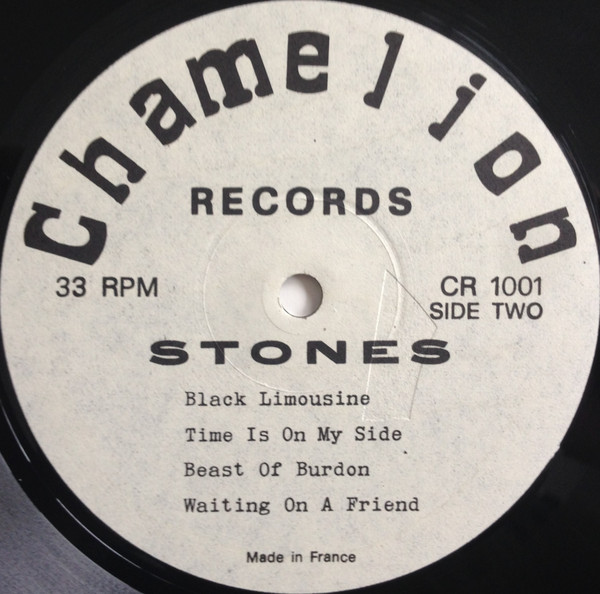 Chamelion
RECORDS
33 RPM
CR 1001
SIDE TWO
STONES
Black Limousine
Time Is On My Side
Beast Of Burdon
Waiting On A Friend
Made in France